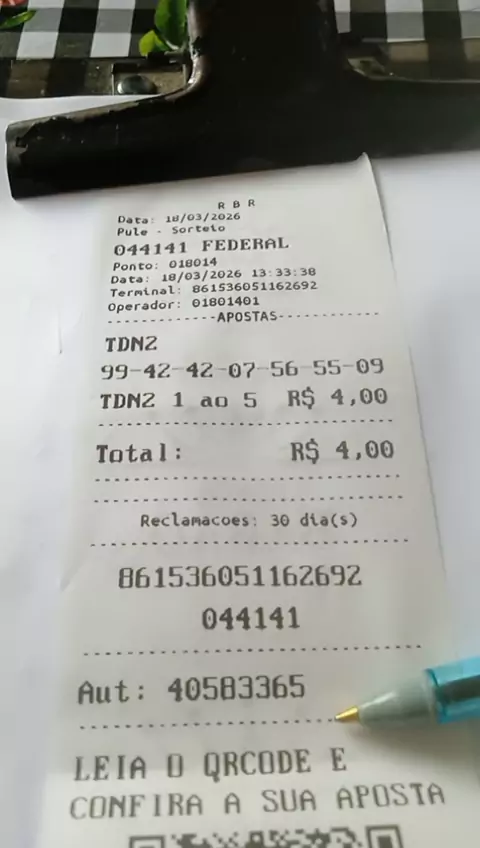 R B R
Data: 18/03/2026
Pule - Sorteio
044141 FEDERAL
Ponto: 018014
Data: 18/03/2026 13:33:38
Terminal: 861536051162692
Operador: 01801401
------------APOSTAS------------
TDN2
99-42-42-07-56-55-09
TDN2 1 ao 5 R$ 4,00
Total: R$ 4,00
Reclamacoes: 30 dia(s)
861536051162692
044141
Aut: 40583365
LEIA O QRCODE E
CONFIRA A SUA APOSTA